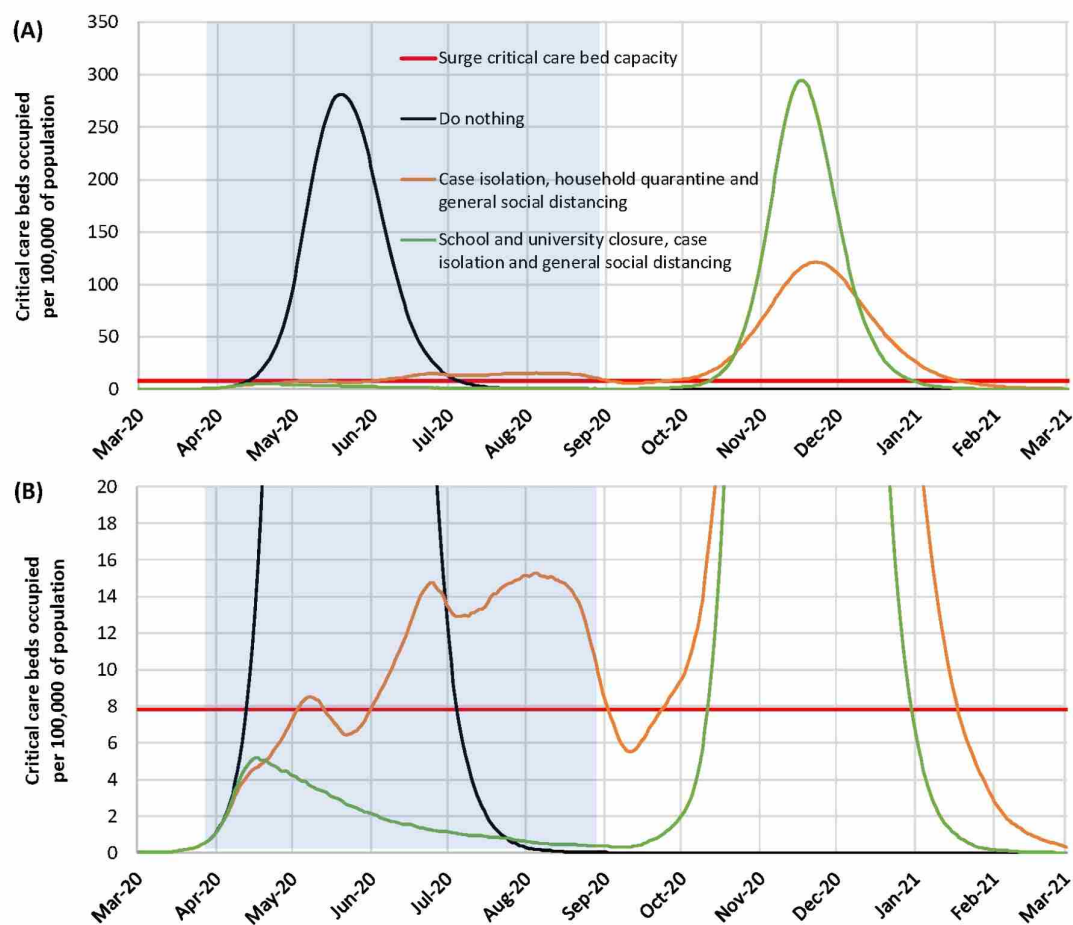 (A)
Critical care beds occupied
per 100,000 of population
350
300
250
200
150
100
50
0
Surge critical care bed capacity
Do nothing
Case isolation, household quarantine and
general social distancing
School and university closure, case
isolation and general social distancing
Mar-20
Apr-20
May-20
Jun-20
Jul-20
Aug-20
Sep-20
Oct-20
Nov-20
Dec-20
Jan-21
Feb-21
Mar-21
(B)
Critical care beds occupied
per 100,000 of population
20
18
16
14
12
10
8
6
4
2
0
Mar-20
Apr-20
May-20
Jun-20
Jul-20
Aug-20
Sep-20
Oct-20
Nov-20
Dec-20
Jan-21
Feb-21
Mar-21